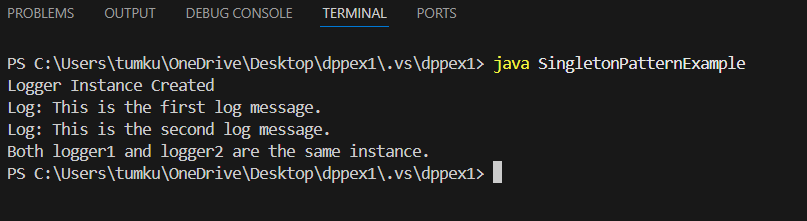 PROBLEMS OUTPUT DEBUG CONSOLE TERMINAL PORTS
PS C:\Users\tumku\OneDrive\Desktop\dppex1\.vs\dppex1> java SingletonPatternExample
Logger Instance Created
Log: This is the first log message.
Log: This is the second log message.
Both logger1 and logger2 are the same instance.
PS C:\Users\tumku\OneDrive\Desktop\dppex1\.vs\dppex1>